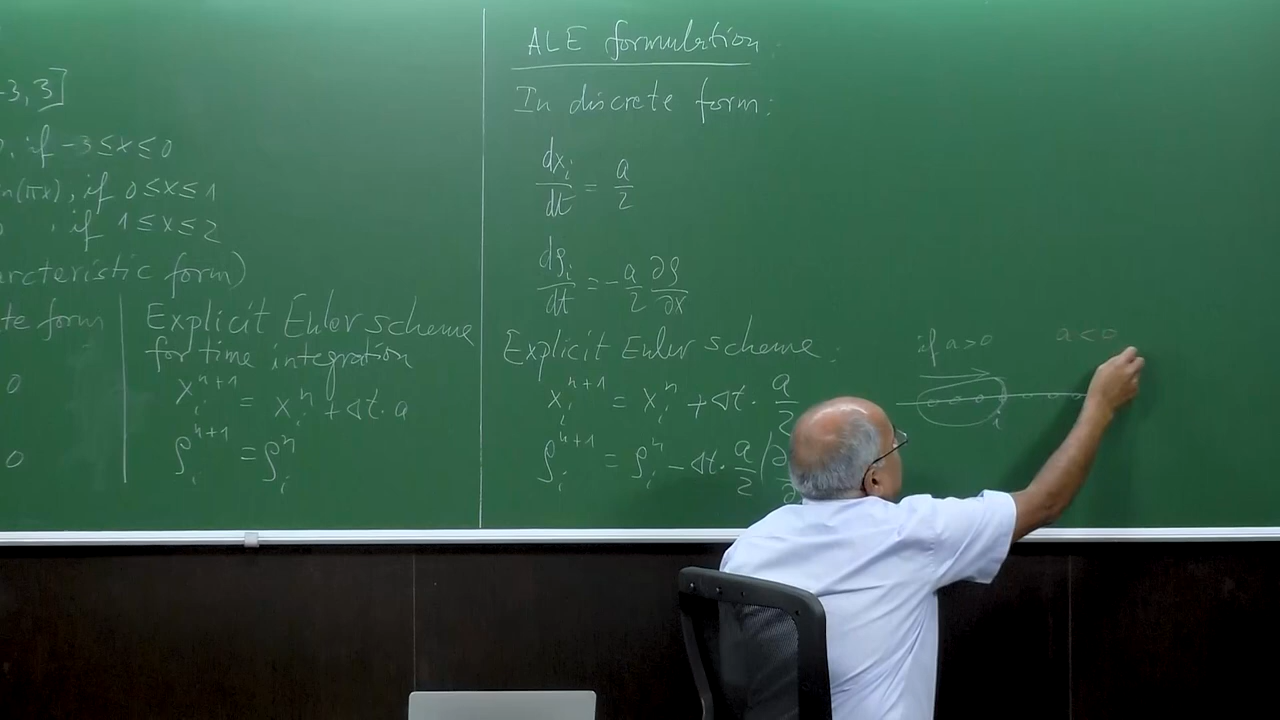 -3,3]
, if -3≤x≤0
n(πx), if 0≤x≤1
, if 1≤x≤2
arcteristic form)
te form
0
0
Explicit Euler scheme
for time integration
x_i^{n+1} = x_i^n + Δt · a
ρ_i^{n+1} = ρ_i^n
ALE formulation
In discrete form:
dx_i/dt = a/2
dρ_i/dt = -a/2 ∂ρ/∂x
Explicit Euler scheme:
x_i^{n+1} = x_i^n + Δt · a/2
ρ_i^{n+1} = ρ_i^n - Δt · a/2 (∂
if a>0 a<0
i